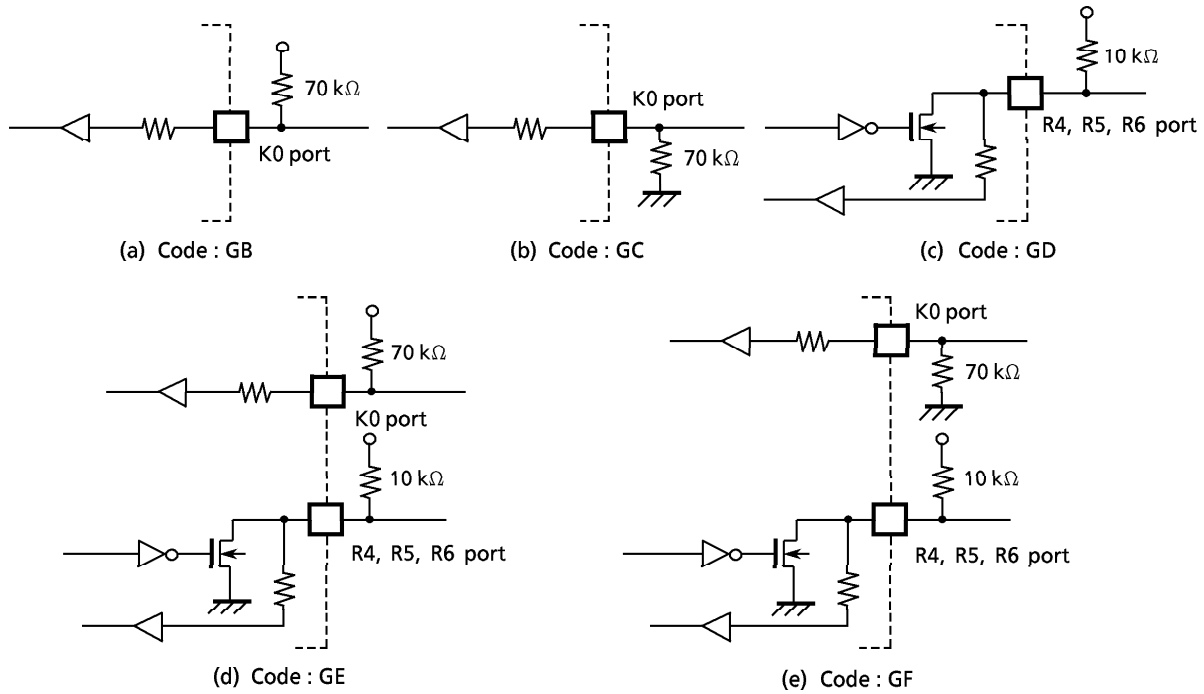 70 kΩ
K0 port
(a) Code : GB
K0 port
70 kΩ
(b) Code : GC
10 kΩ
R4, R5, R6 port
(c) Code : GD
70 kΩ
K0 port
10 kΩ
R4, R5, R6 port
(d) Code : GE
K0 port
70 kΩ
10 kΩ
R4, R5, R6 port
(e) Code : GF